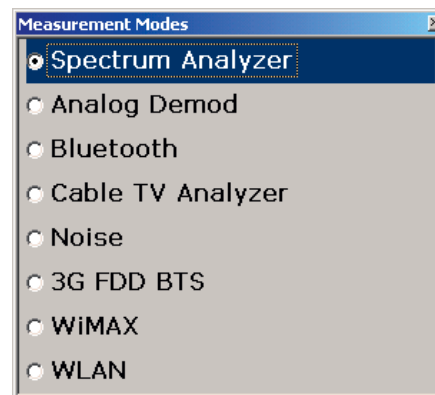 Measurement Modes
Spectrum Analyzer
Analog Demod
Bluetooth
Cable TV Analyzer
Noise
3G FDD BTS
WiMAX
WLAN